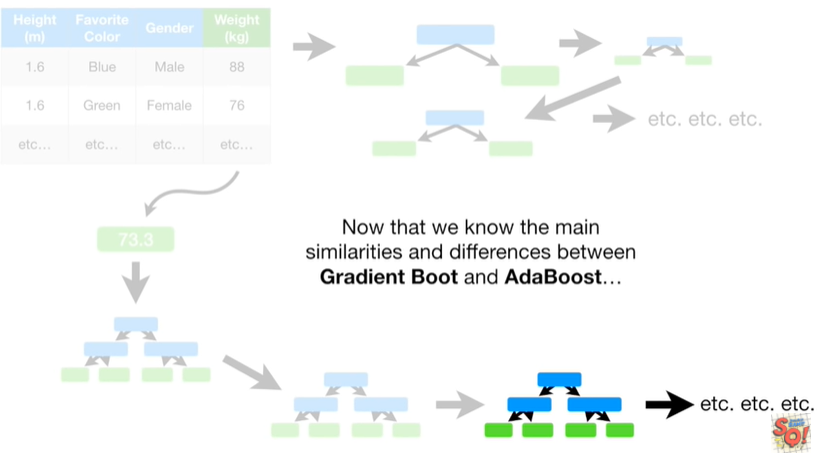 Height (m) Favorite Color Gender Weight (kg)
1.6 Blue Male 88
1.6 Green Female 76
etc... etc... etc... etc...
etc. etc. etc.
73.3
Now that we know the main
similarities and differences between
Gradient Boot and AdaBoost...
etc. etc. etc.
SQ!